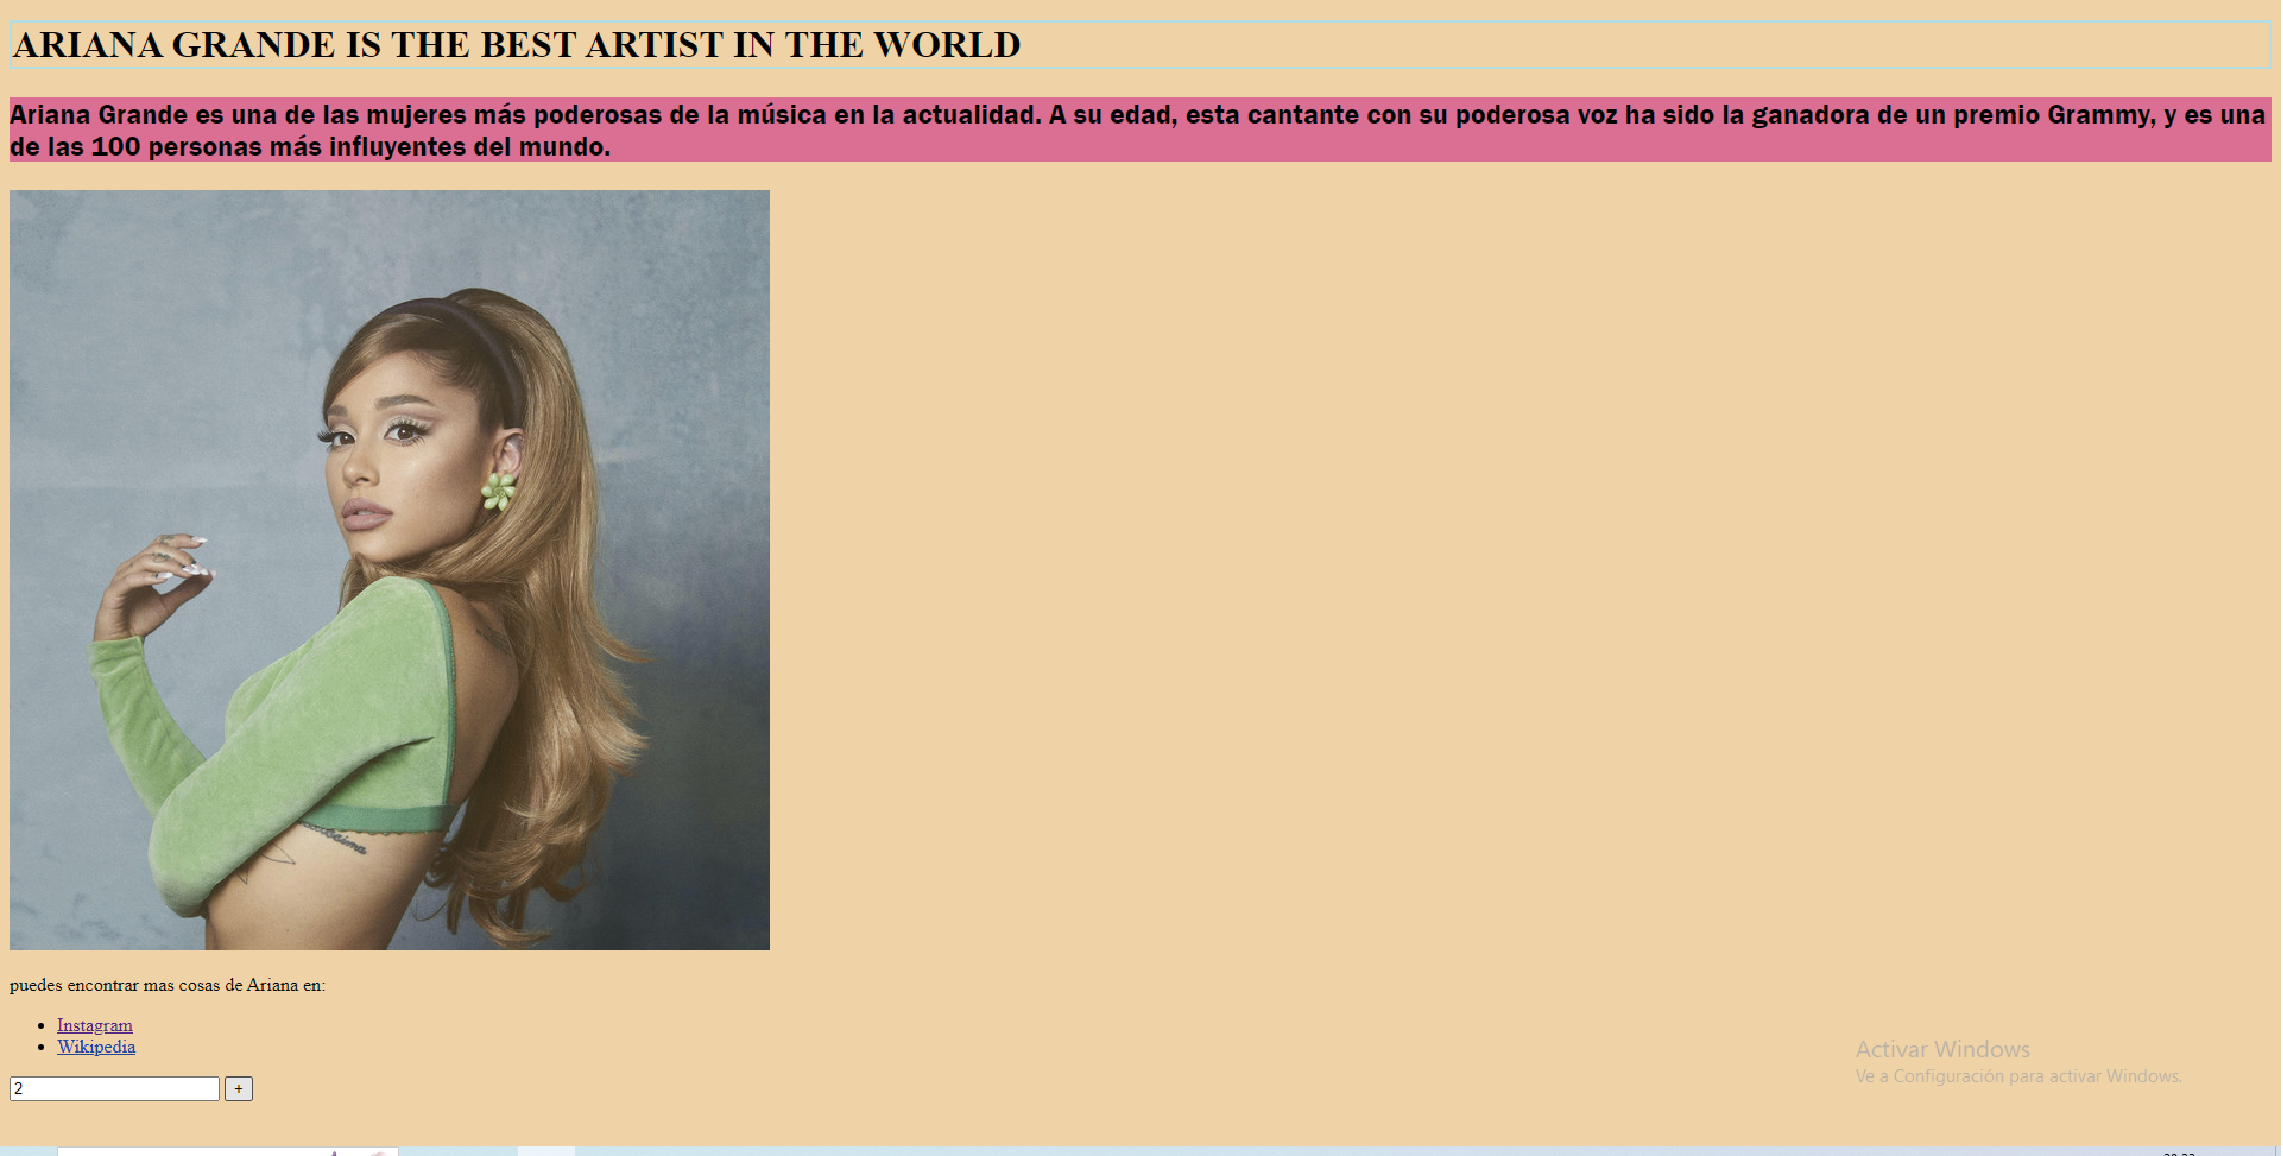 ARIANA GRANDE IS THE BEST ARTIST IN THE WORLD
Ariana Grande es una de las mujeres más poderosas de la música en la actualidad. A su edad, esta cantante con su poderosa voz ha sido la ganadora de un premio Grammy, y es una
de las 100 personas más influyentes del mundo.
puedes encontrar mas cosas de Ariana en:
Instagram
Wikipedia
2 +
Activar Windows
Ve a Configuración para activar Windows.